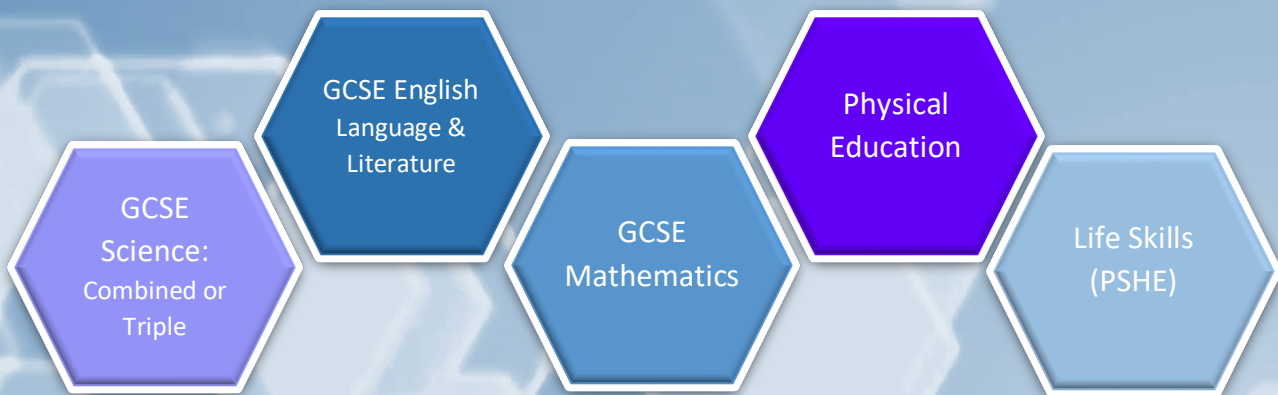 GCSE
Science:
Combined or
Triple
GCSE English
Language &
Literature
GCSE
Mathematics
Physical
Education
Life Skills
(PSHE)